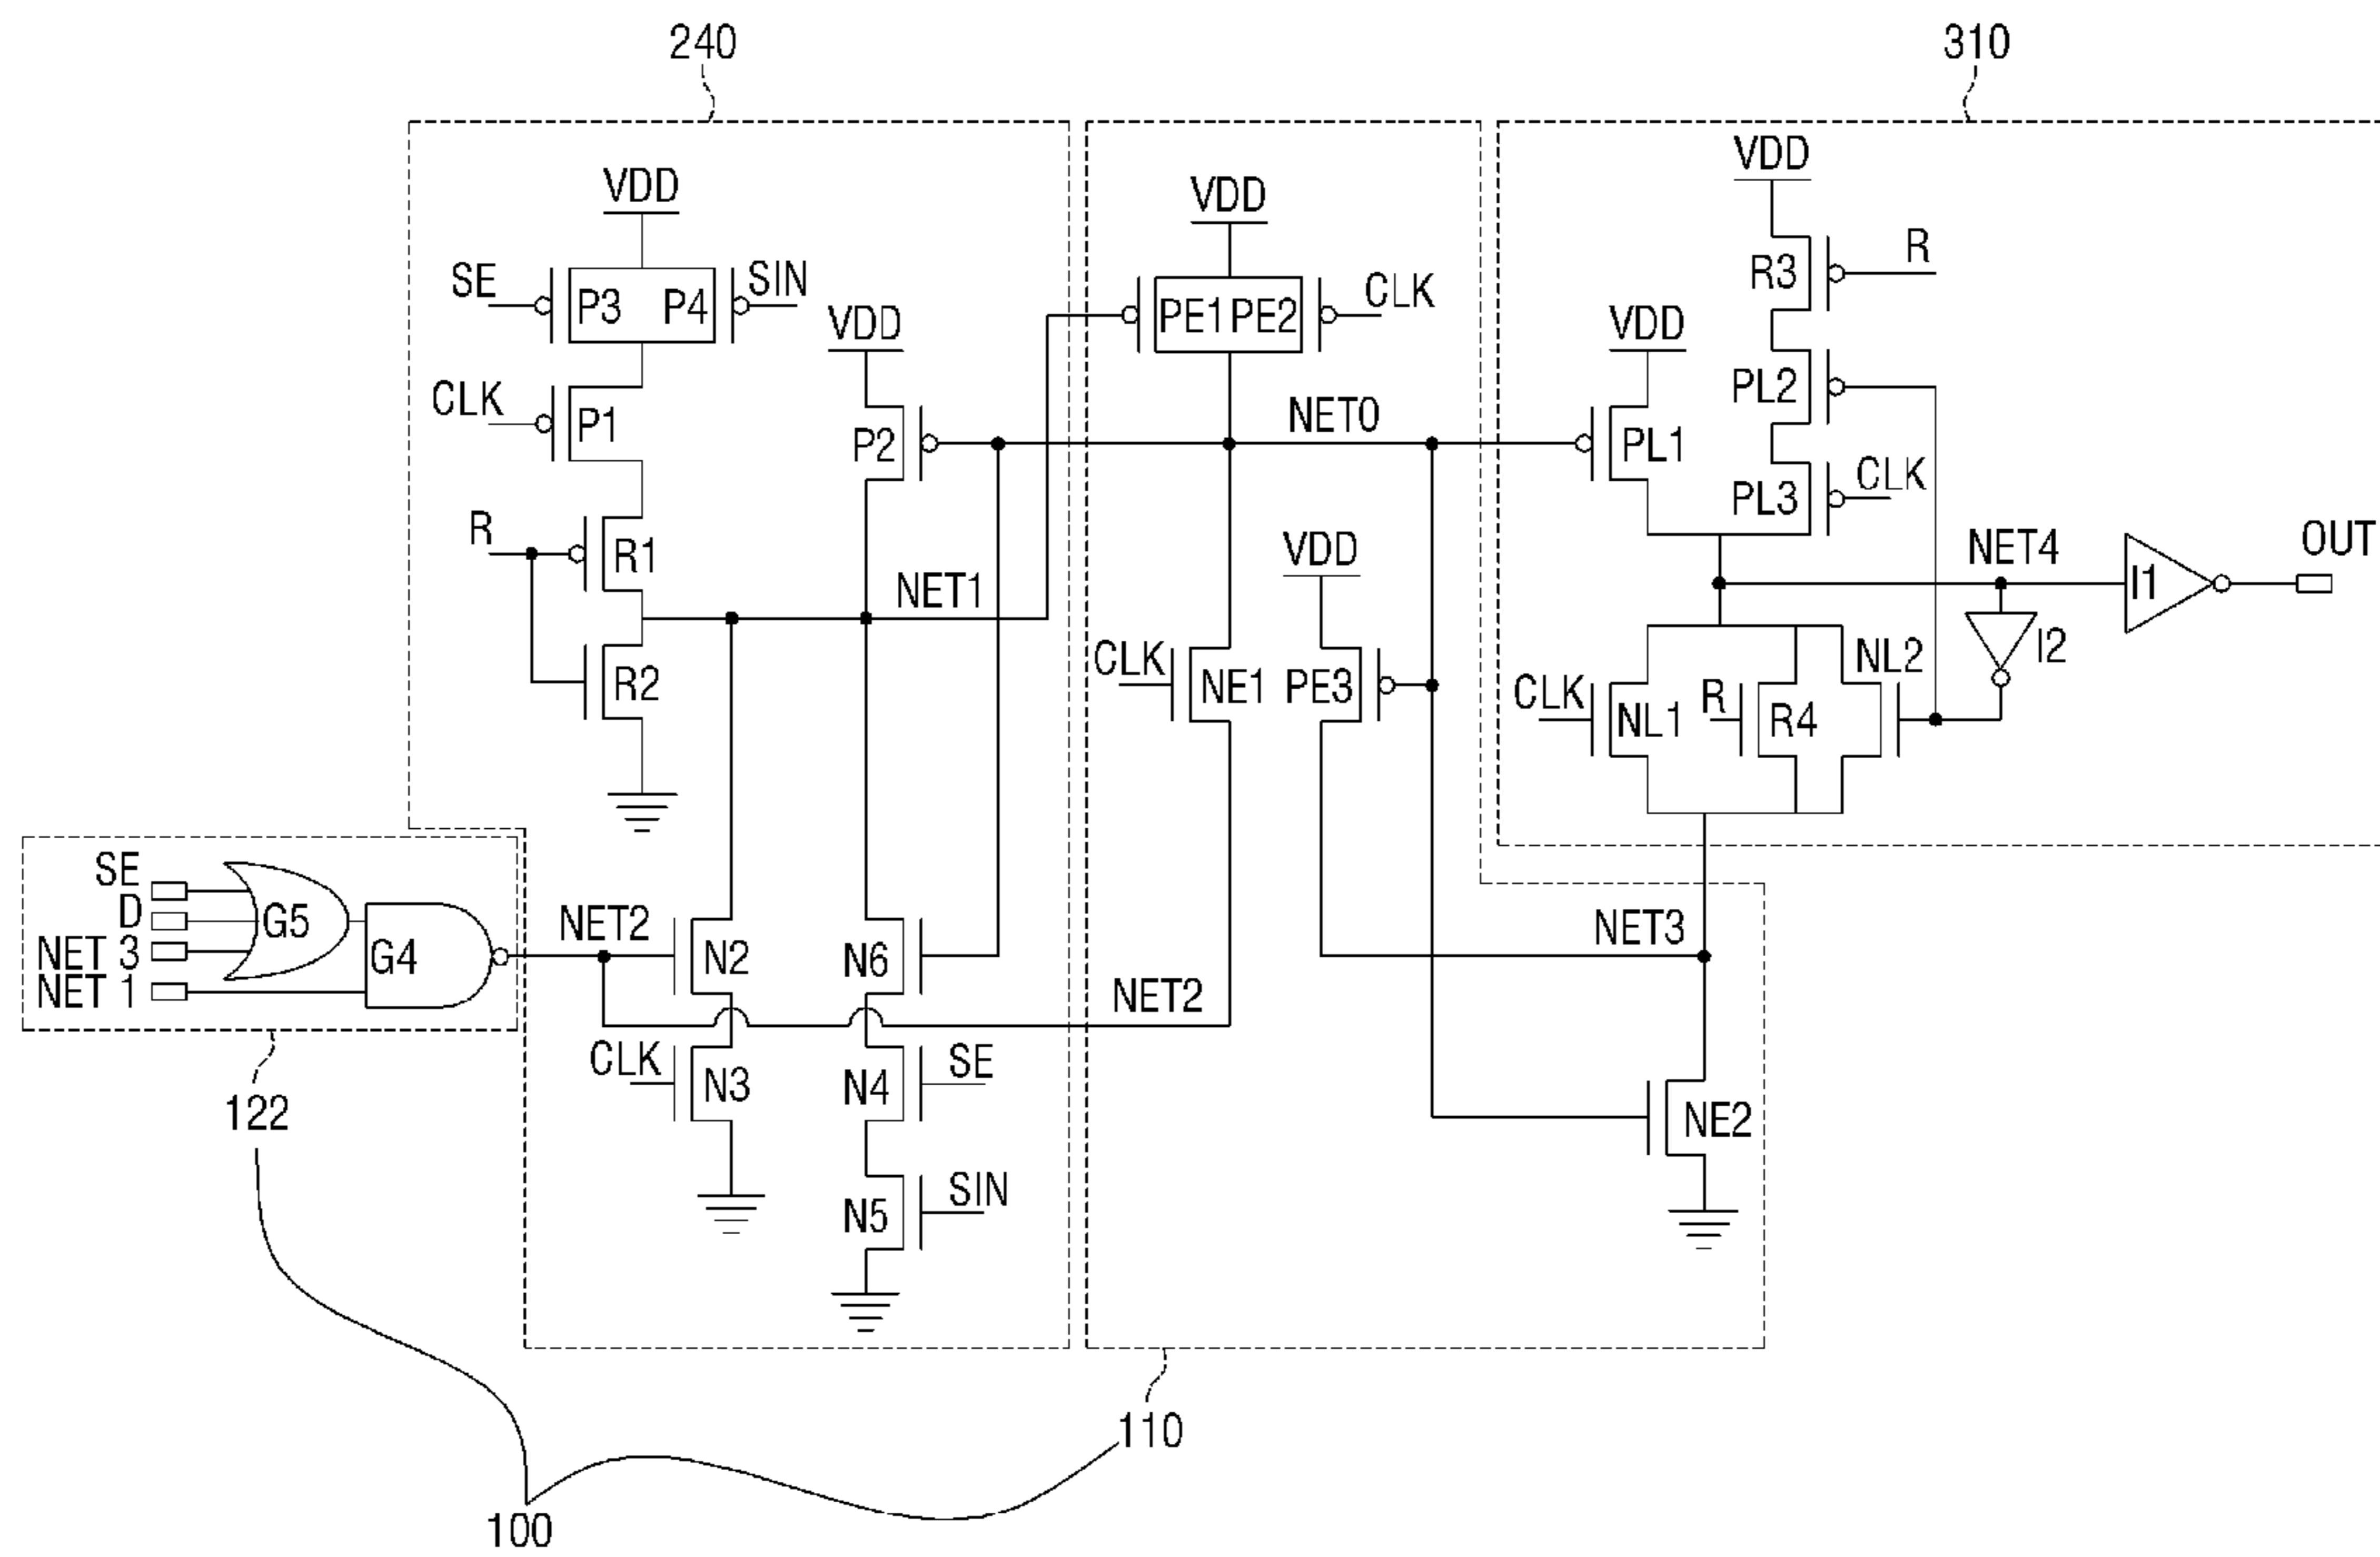 240
310
VDD
VDD
VDD
SE
P3
P4
SIN
R3
R
VDD
VDD
PE1
PE2
CLK
CLK
P1
P2
NET0
PL1
PL2
PL3
CLK
R
R1
NET1
VDD
NET4
I1
OUT
R2
CLK
NE1
PE3
CLK
NL1
R
R4
NL2
I2
SE
D
NET 3
NET 1
G5
G4
NET2
N2
N6
NET2
NET3
CLK
N3
N4
SE
NE2
122
N5
SIN
110
100